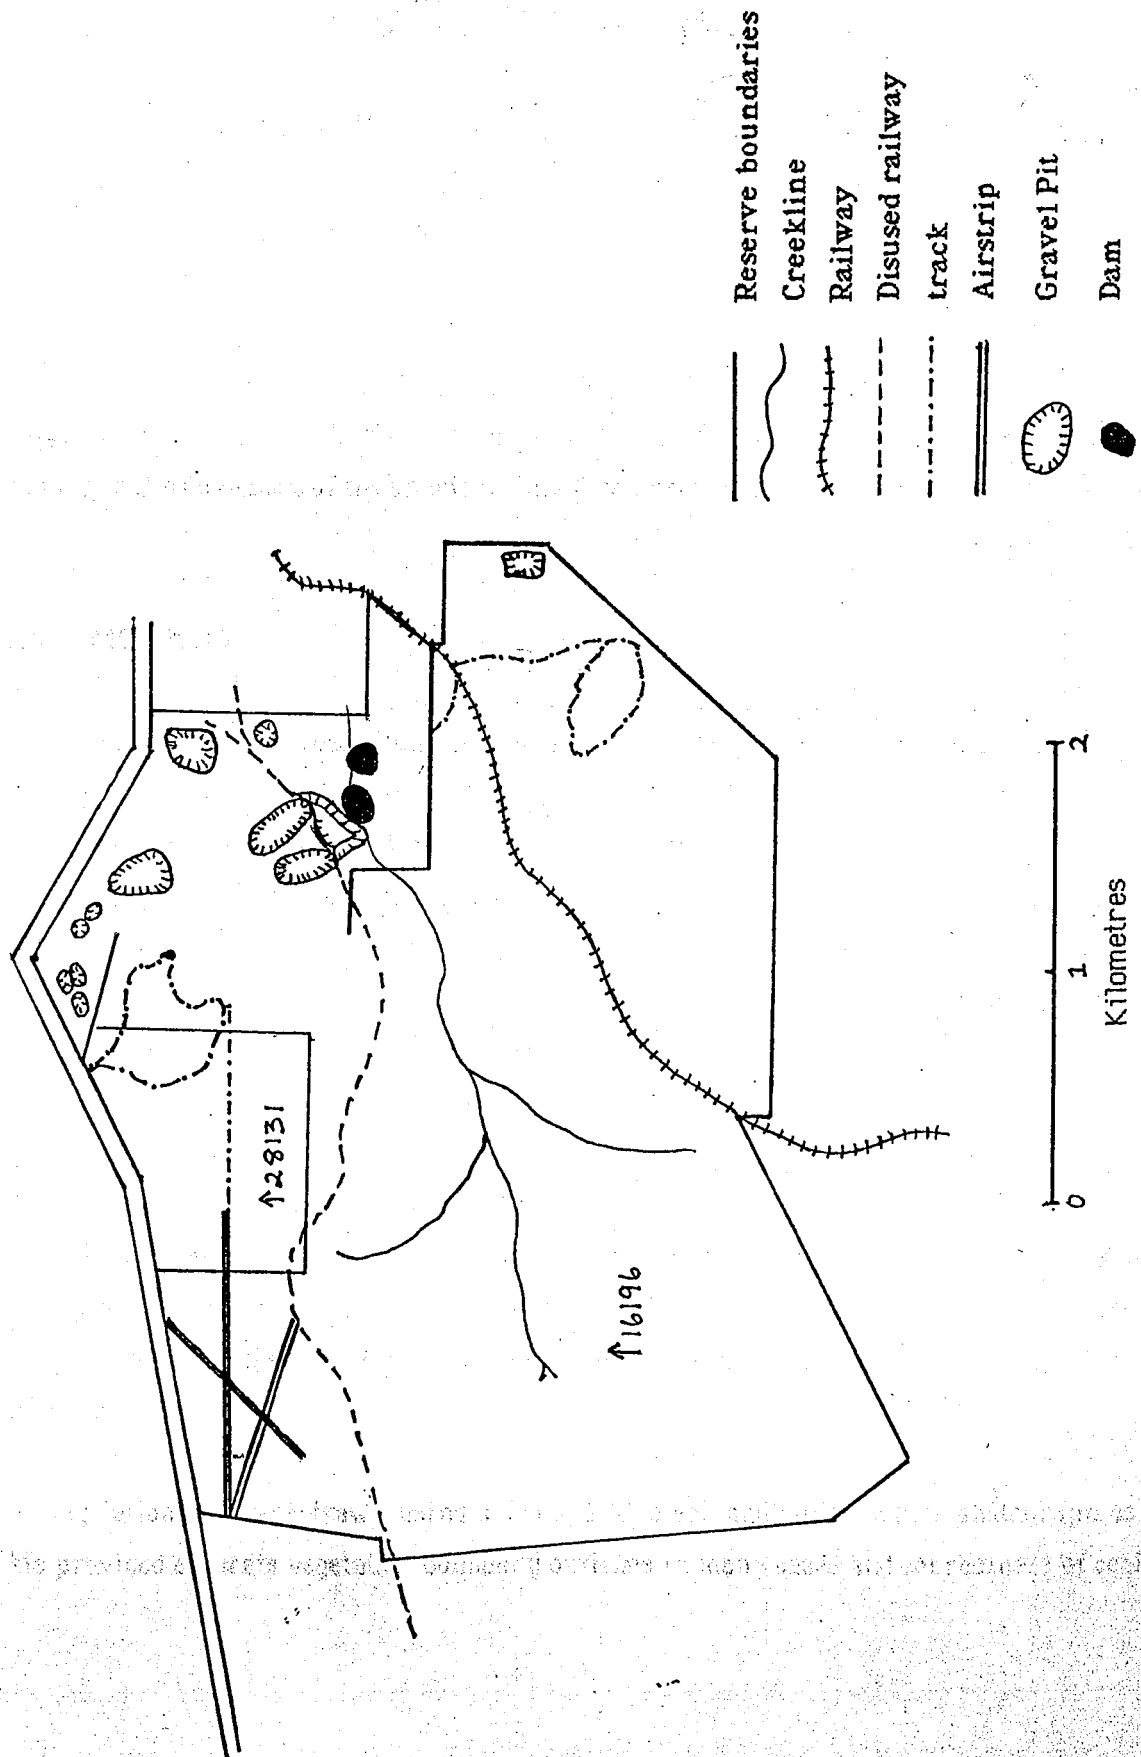 ↑28131
↑16196
Reserve boundaries
Creekline
Railway
Disused railway
track
Airstrip
Gravel Pit
Dam
0 1 2
Kilometres